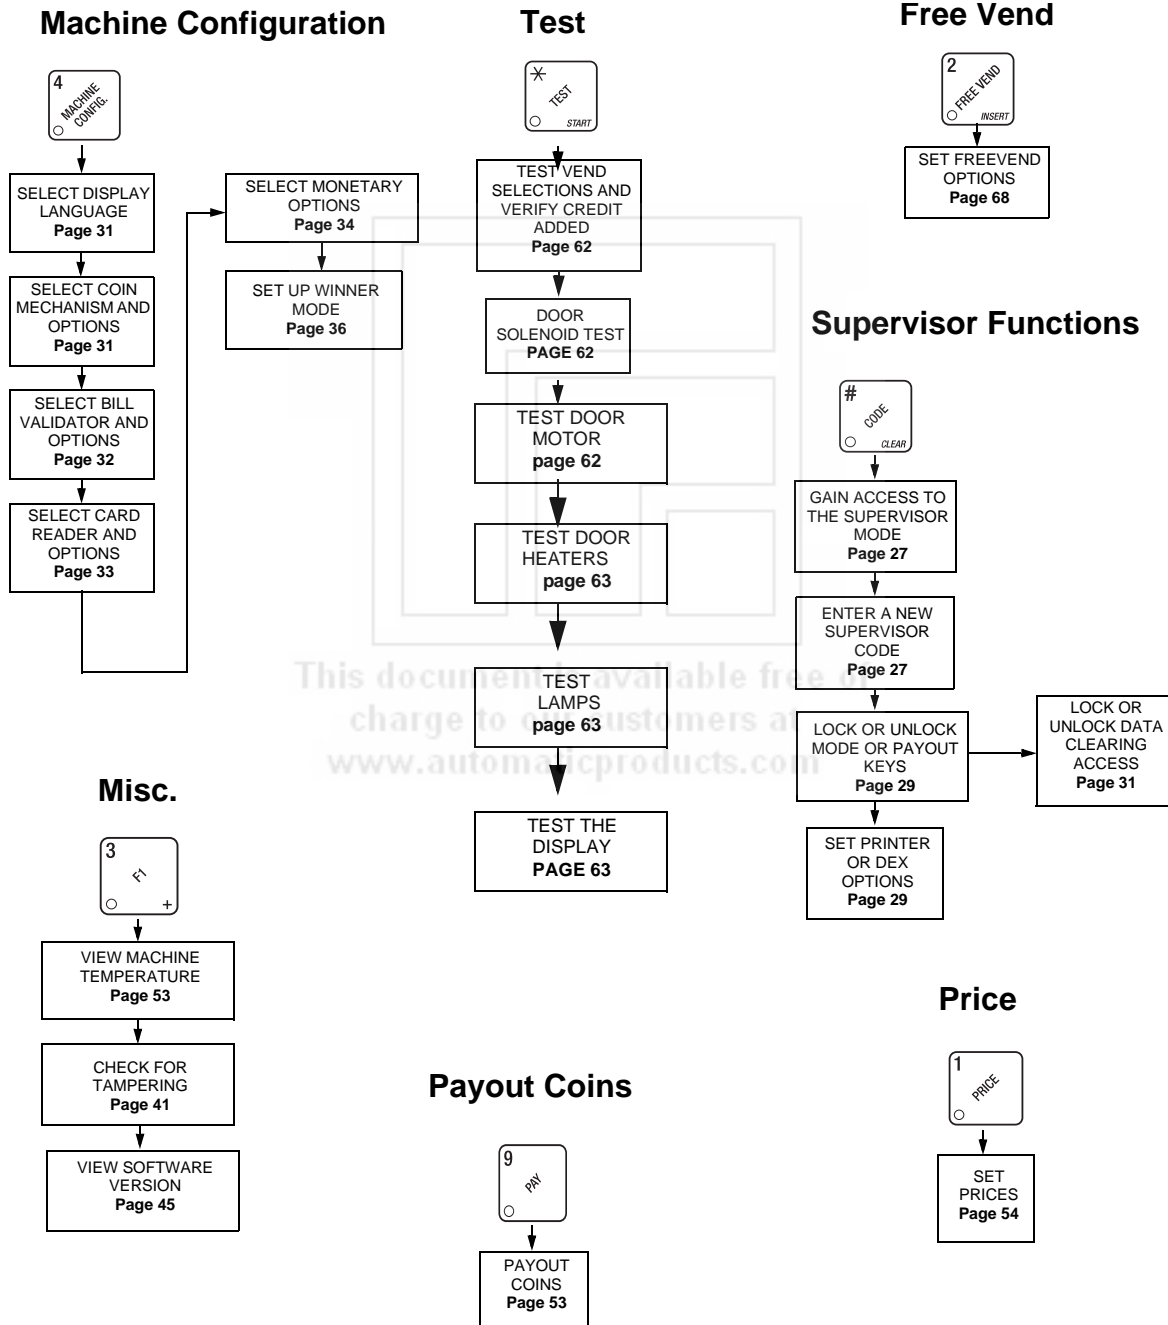 Machine Configuration
4
MACHINE
CONFIG.
SELECT DISPLAY
LANGUAGE
Page 31
SELECT COIN
MECHANISM AND
OPTIONS
Page 31
SELECT BILL
VALIDATOR AND
OPTIONS
Page 32
SELECT CARD
READER AND
OPTIONS
Page 33
SELECT MONETARY
OPTIONS
Page 34
SET UP WINNER
MODE
Page 36
Test
*
TEST
START
TEST VEND
SELECTIONS AND
VERIFY CREDIT
ADDED
Page 62
DOOR
SOLENOID TEST
PAGE 62
TEST DOOR
MOTOR
page 62
TEST DOOR
HEATERS
page 63
TEST
LAMPS
page 63
TEST THE
DISPLAY
PAGE 63
Free Vend
2
FREE VEND
INSERT
SET FREEVEND
OPTIONS
Page 68
Supervisor Functions
#
CODE
CLEAR
GAIN ACCESS TO
THE SUPERVISOR
MODE
Page 27
ENTER A NEW
SUPERVISOR
CODE
Page 27
LOCK OR UNLOCK
MODE OR PAYOUT
KEYS
Page 29
LOCK OR
UNLOCK DATA
CLEARING
ACCESS
Page 31
SET PRINTER
OR DEX
OPTIONS
Page 29
This document is available free of
charge to our customers at
www.automaticproducts.com
Misc.
3
F1
+
VIEW MACHINE
TEMPERATURE
Page 53
CHECK FOR
TAMPERING
Page 41
VIEW SOFTWARE
VERSION
Page 45
Payout Coins
9
PAY
PAYOUT
COINS
Page 53
Price
1
PRICE
SET
PRICES
Page 54